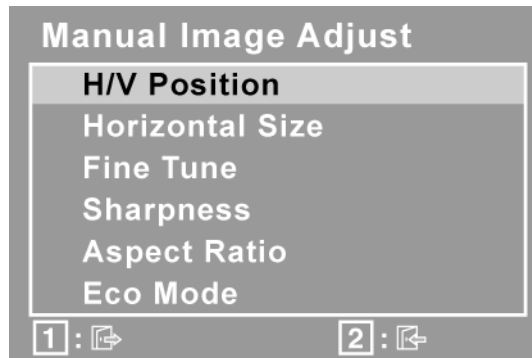 Manual Image Adjust
H/V Position
Horizontal Size
Fine Tune
Sharpness
Aspect Ratio
Eco Mode
1: 2: